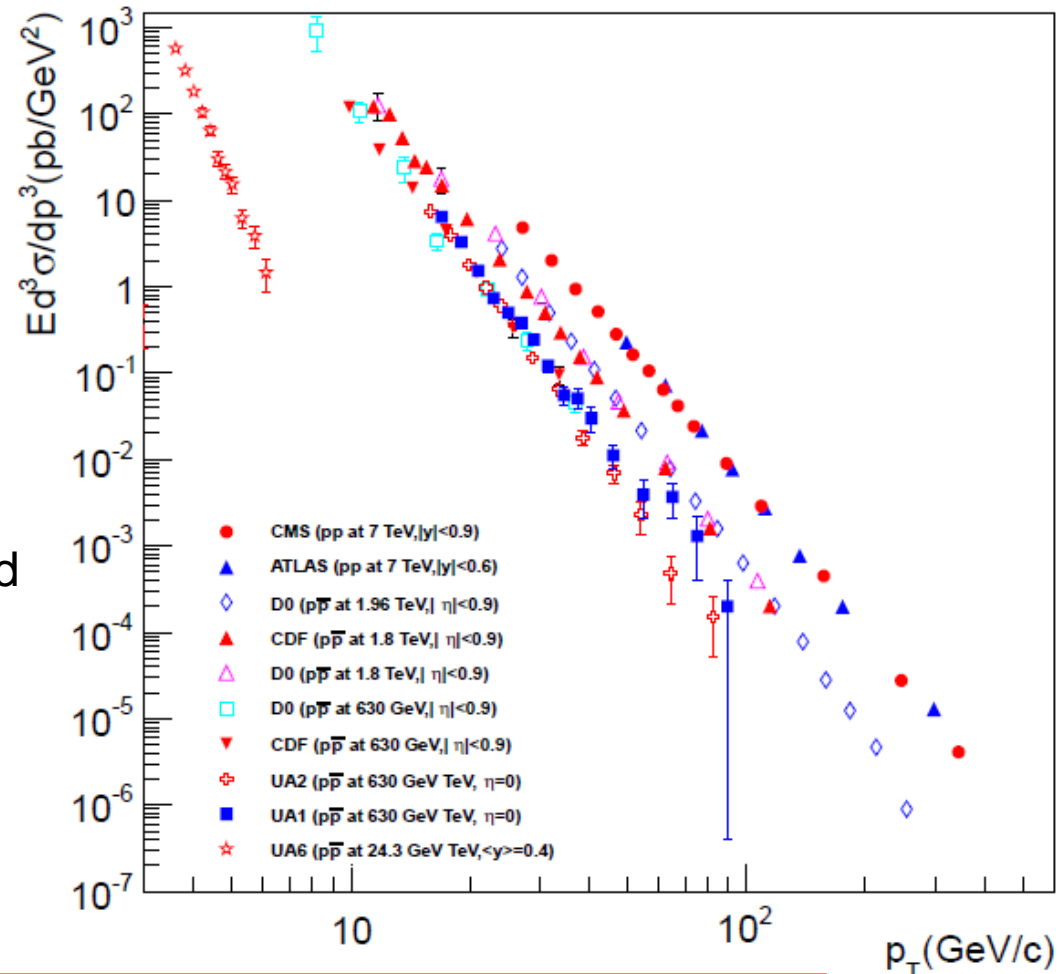 Ed³σ/dp³(pb/GeV²)
10³
10²
10
1
10⁻¹
10⁻²
10⁻³
10⁻⁴
10⁻⁵
10⁻⁶
10⁻⁷
d
CMS (pp at 7 TeV,|y|<0.9)
ATLAS (pp at 7 TeV,|y|<0.6)
D0 (pp̅ at 1.96 TeV,| η|<0.9)
CDF (pp̅ at 1.8 TeV,| η|<0.9)
D0 (pp̅ at 1.8 TeV,| η|<0.9)
D0 (pp̅ at 630 GeV,| η|<0.9)
CDF (pp̅ at 630 GeV,| η|<0.9)
UA2 (pp̅ at 630 GeV TeV, η=0)
UA1 (pp̅ at 630 GeV TeV, η=0)
UA6 (pp̅ at 24.3 GeV TeV,<y>=0.4)
10
10²
p_T(GeV/c)